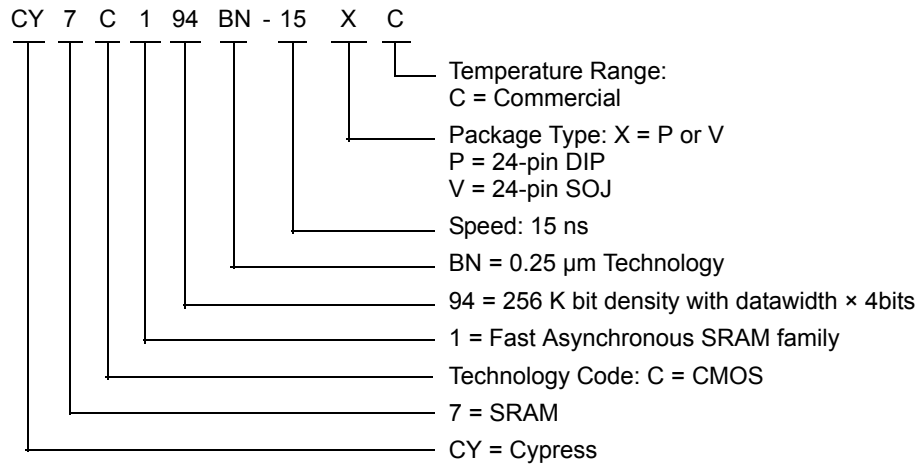 CY 7 C 1 94 BN - 15 X C
Temperature Range:
C = Commercial
Package Type: X = P or V
P = 24-pin DIP
V = 24-pin SOJ
Speed: 15 ns
BN = 0.25 µm Technology
94 = 256 K bit density with datawidth × 4bits
1 = Fast Asynchronous SRAM family
Technology Code: C = CMOS
7 = SRAM
CY = Cypress